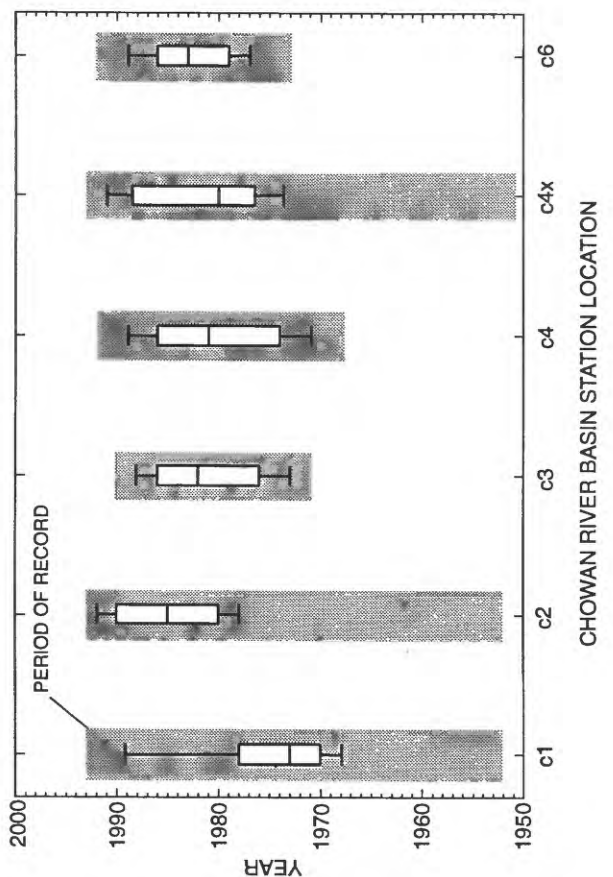 YEAR
2000
1990
1980
1970
1960
1950
PERIOD OF RECORD
c1
c2
c3
c4
c4x
c6
CHOWAN RIVER BASIN STATION LOCATION